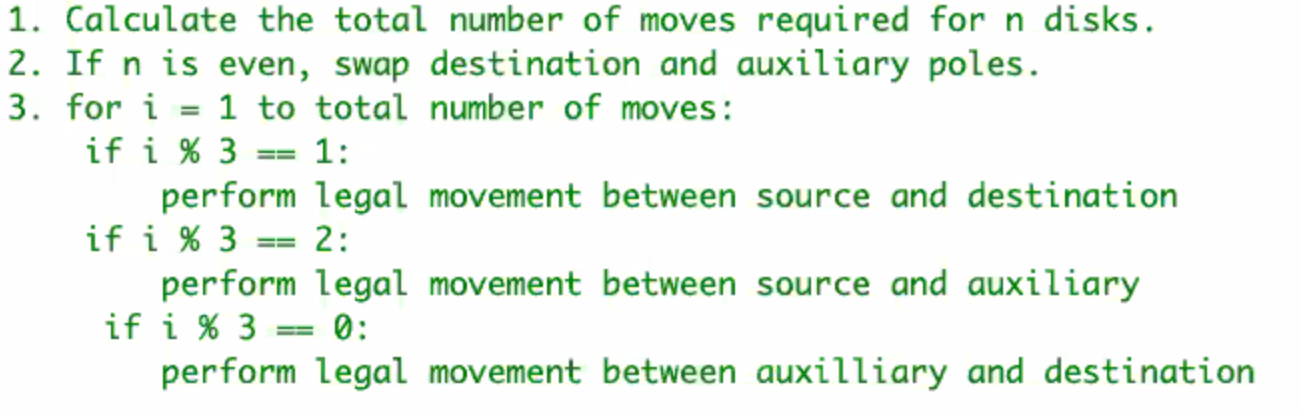 1. Calculate the total number of moves required for n disks.
2. If n is even, swap destination and auxiliary poles.
3. for i = 1 to total number of moves:
if i % 3 == 1:
perform legal movement between source and destination
if i % 3 == 2:
perform legal movement between source and auxiliary
if i % 3 == 0:
perform legal movement between auxilliary and destination